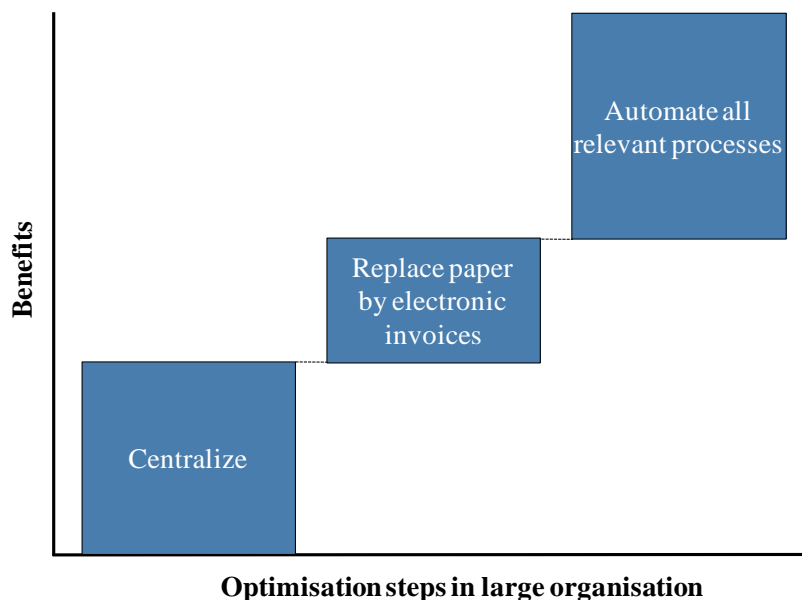 Automate all
relevant processes
Replace paper
by electronic
invoices
Centralize
Benefits
Optimisation steps in large organisation